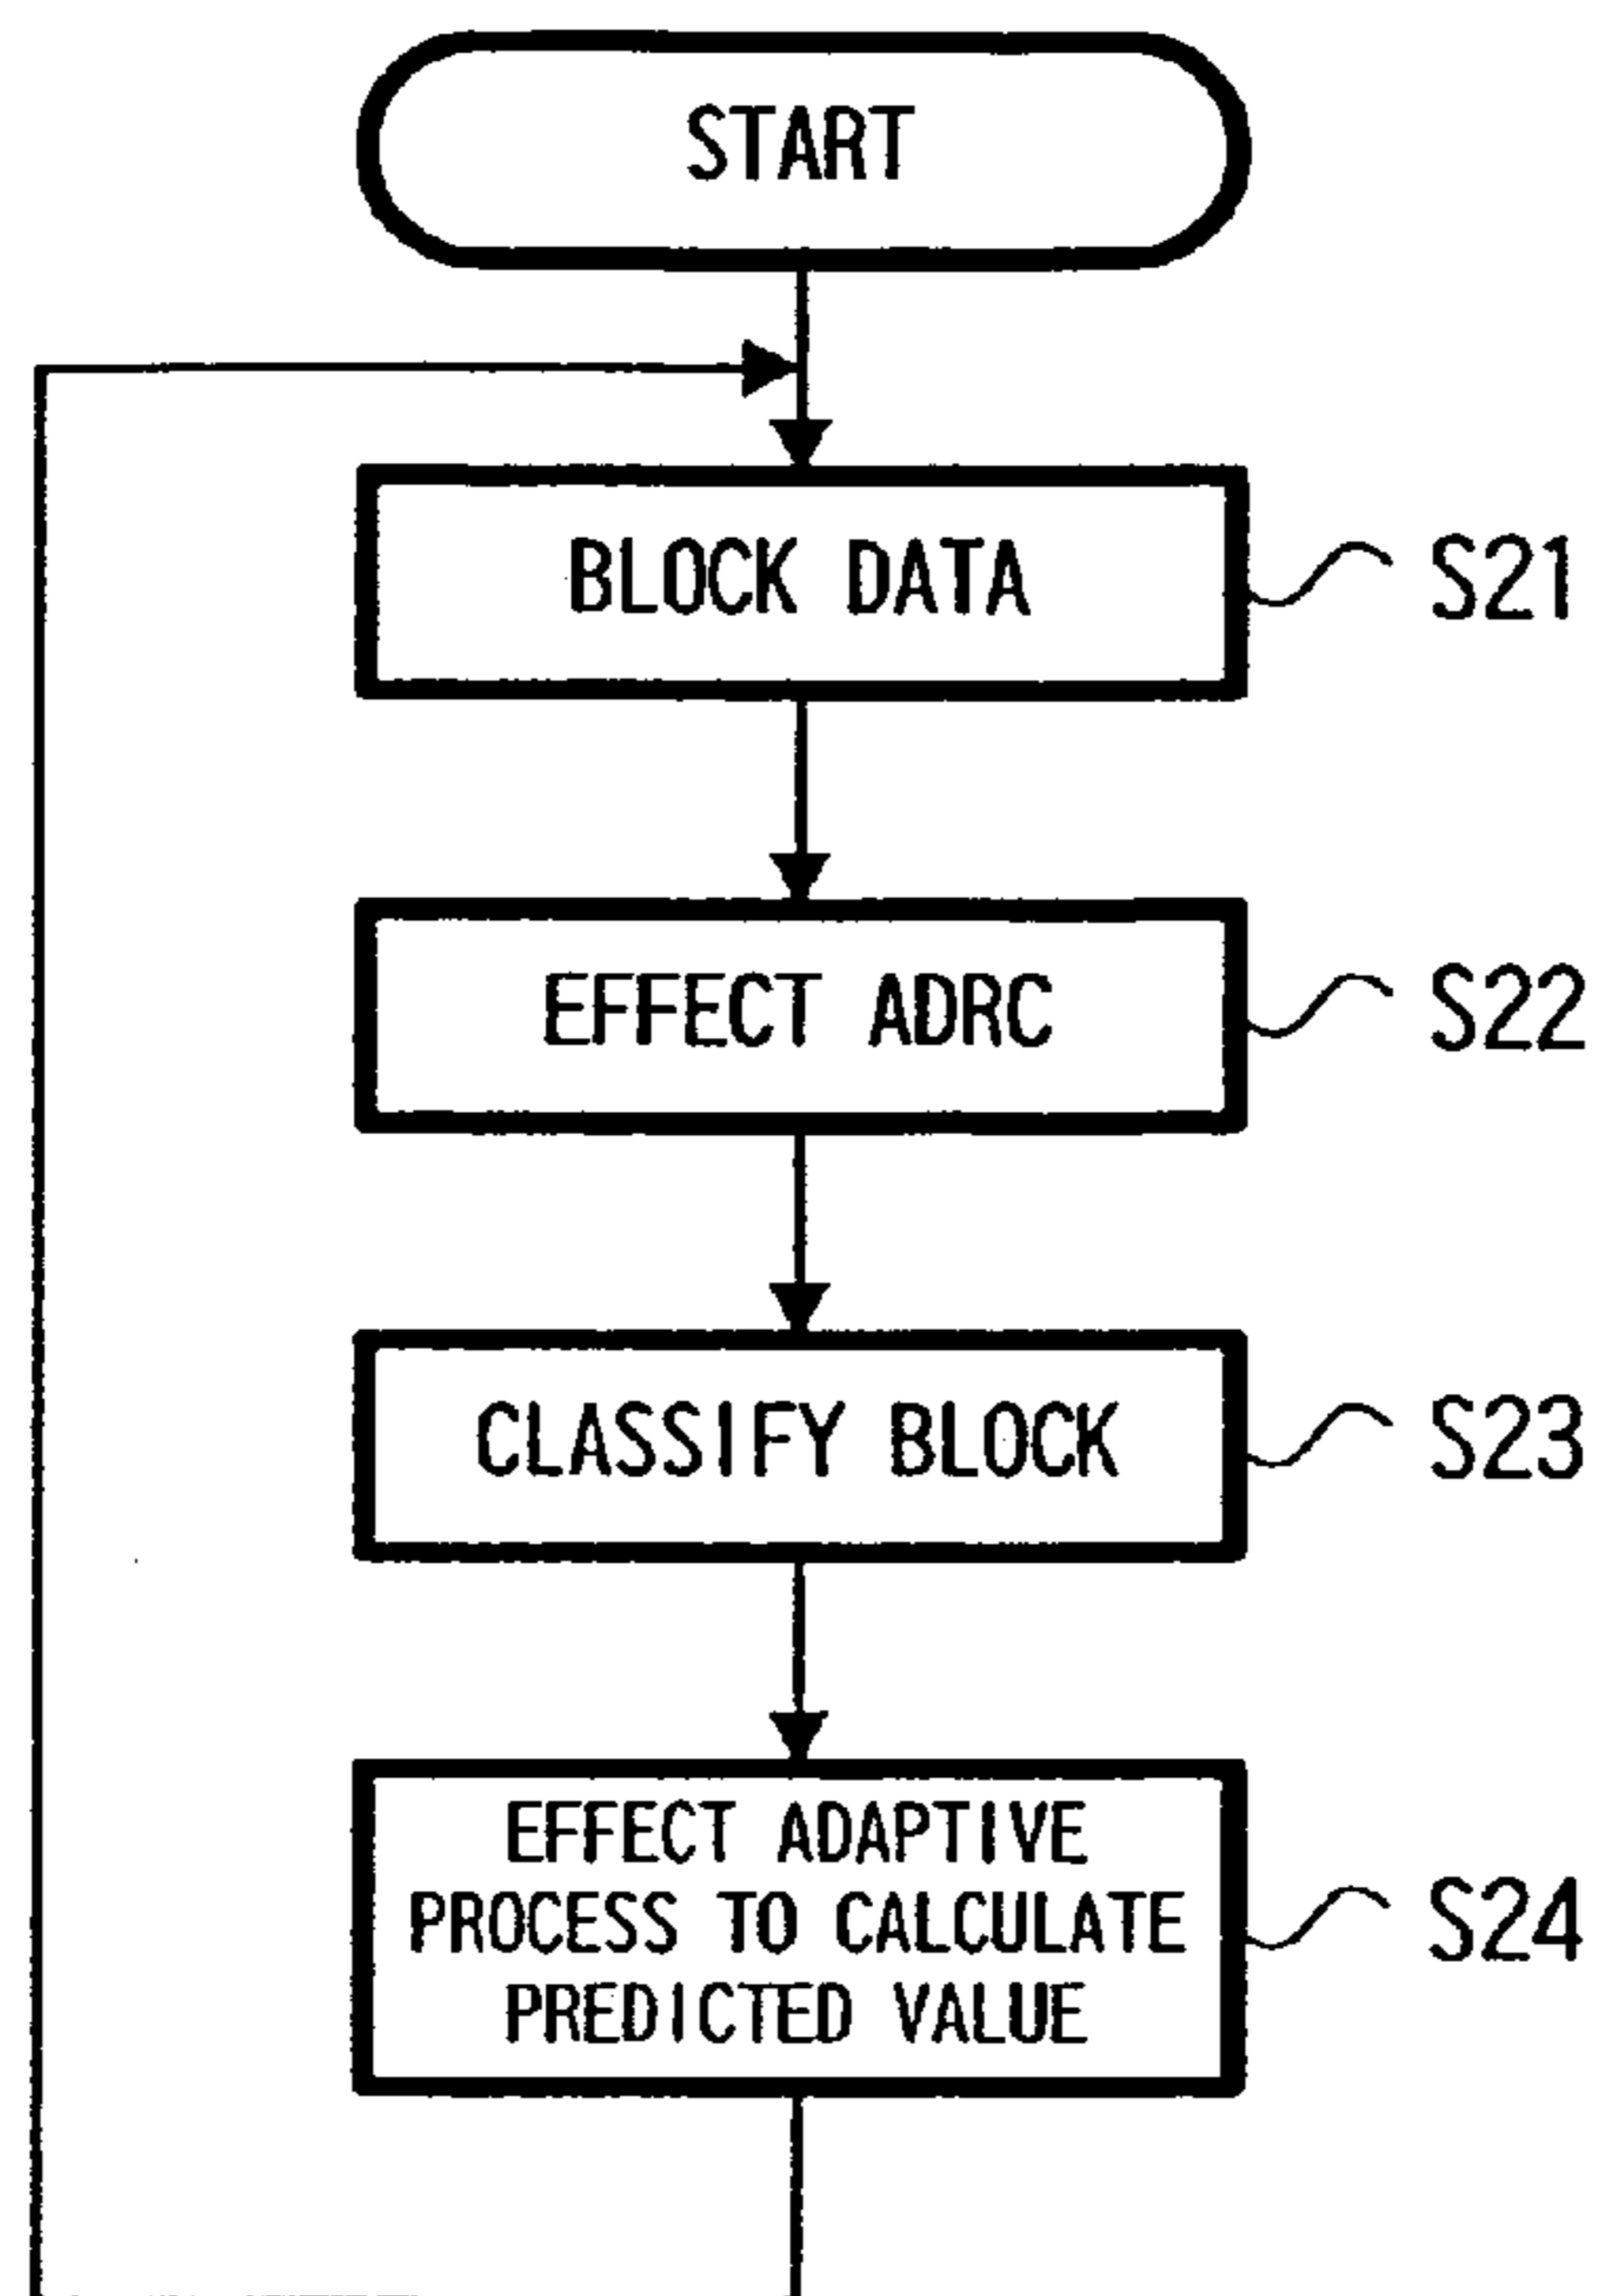 START
BLOCK DATA
S21
EFFECT ADRC
S22
CLASSIFY BLOCK
S23
EFFECT ADAPTIVE
PROCESS TO CALCULATE
PREDICTED VALUE
S24